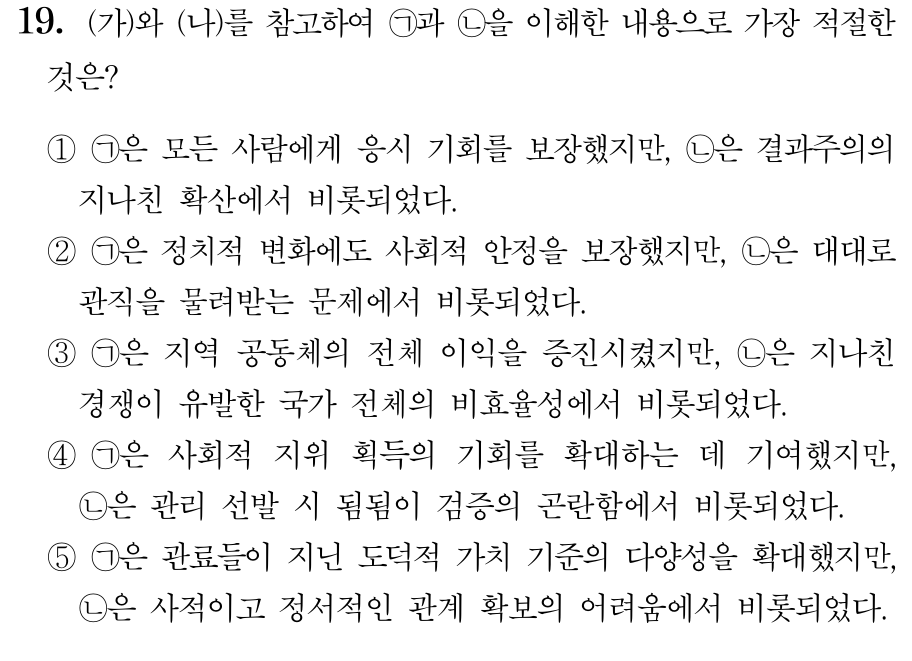 19. (가)와 (나)를 참고하여 ㉠과 ㉡을 이해한 내용으로 가장 적절한
것은?
① ㉠은 모든 사람에게 응시 기회를 보장했지만, ㉡은 결과주의의
지나친 확산에서 비롯되었다.
② ㉠은 정치적 변화에도 사회적 안정을 보장했지만, ㉡은 대대로
관직을 물려받는 문제에서 비롯되었다.
③ ㉠은 지역 공동체의 전체 이익을 증진시켰지만, ㉡은 지나친
경쟁이 유발한 국가 전체의 비효율성에서 비롯되었다.
④ ㉠은 사회적 지위 획득의 기회를 확대하는 데 기여했지만,
㉡은 관리 선발 시 됨됨이 검증의 곤란함에서 비롯되었다.
⑤ ㉠은 관료들이 지닌 도덕적 가치 기준의 다양성을 확대했지만,
㉡은 사적이고 정서적인 관계 확보의 어려움에서 비롯되었다.